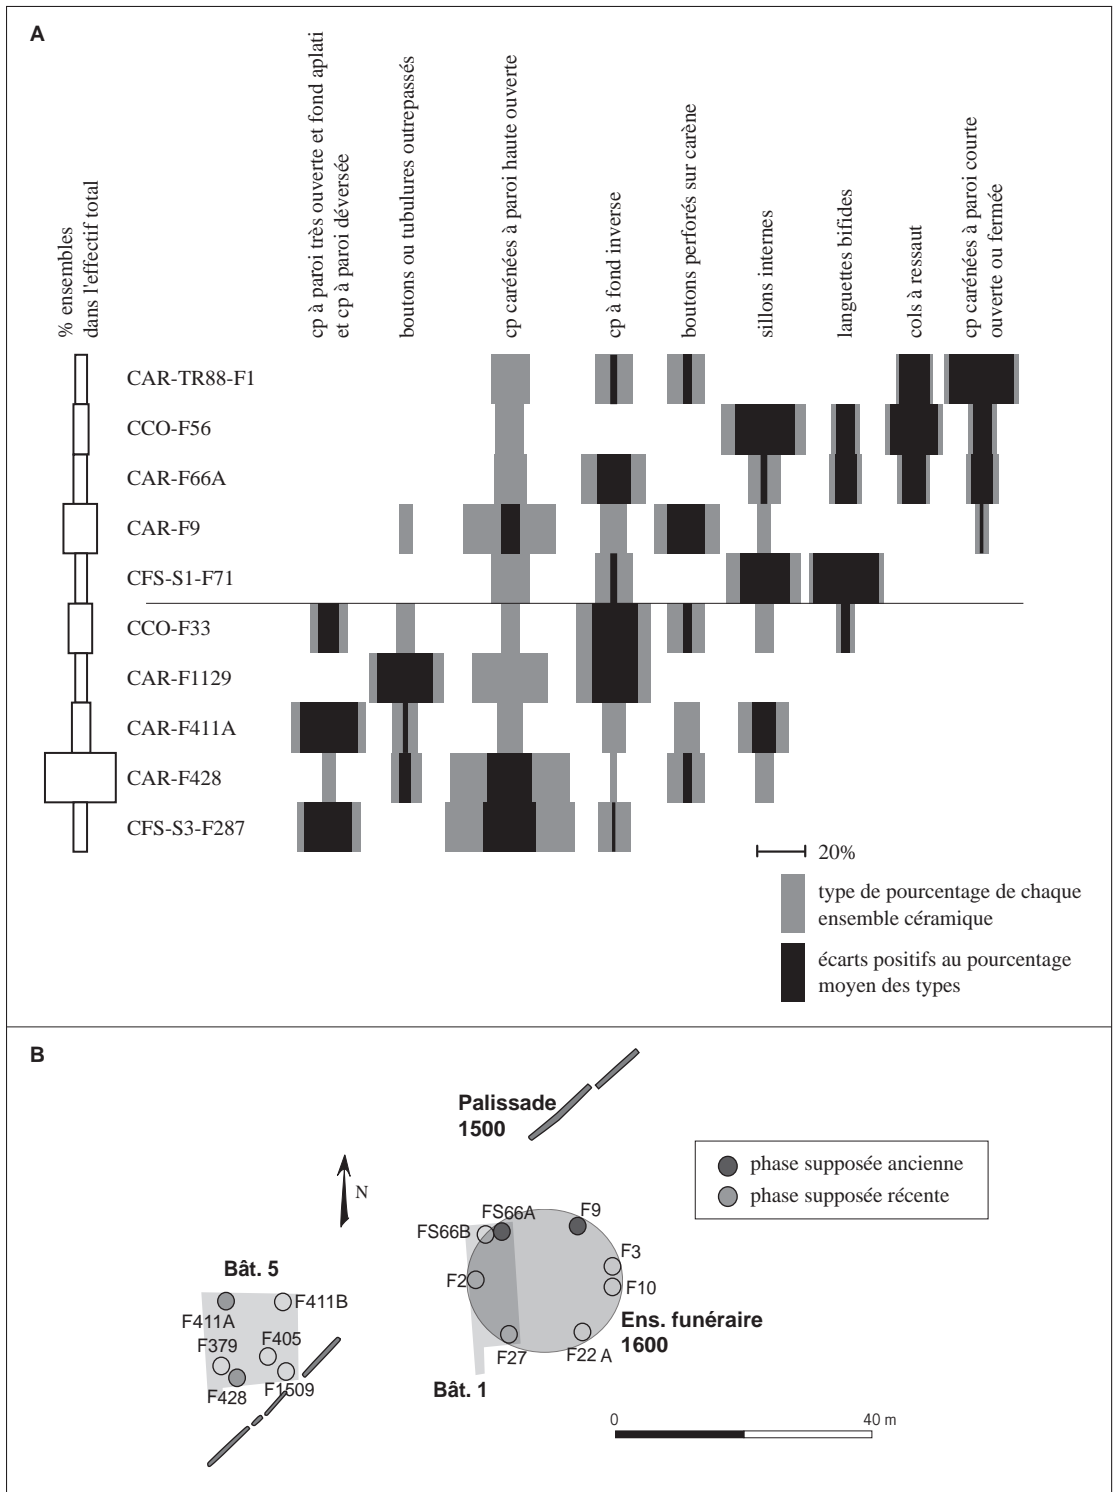 A
% ensembles
dans l'effectif total
cp à paroi très ouverte et fond aplati
et cp à paroi déversée
boutons ou tubulures outrepassés
cp carénées à paroi haute ouverte
cp à fond inverse
boutons perforés sur carène
sillons internes
languettes bifides
cols à ressaut
cp carénées à paroi courte
ouverte ou fermée
CAR-TR88-F1
CCO-F56
CAR-F66A
CAR-F9
CFS-S1-F71
CCO-F33
CAR-F1129
CAR-F411A
CAR-F428
CFS-S3-F287
20%
type de pourcentage de chaque
ensemble céramique
écarts positifs au pourcentage
moyen des types
B
Palissade
1500
phase supposée ancienne
phase supposée récente
N
FS66A
F9
FS66B
F3
F2
F10
Bât. 5
F411B
F411A
Ens. funéraire
1600
F379
F405
F27
F22 A
F428
F1509
Bât. 1
0
40 m